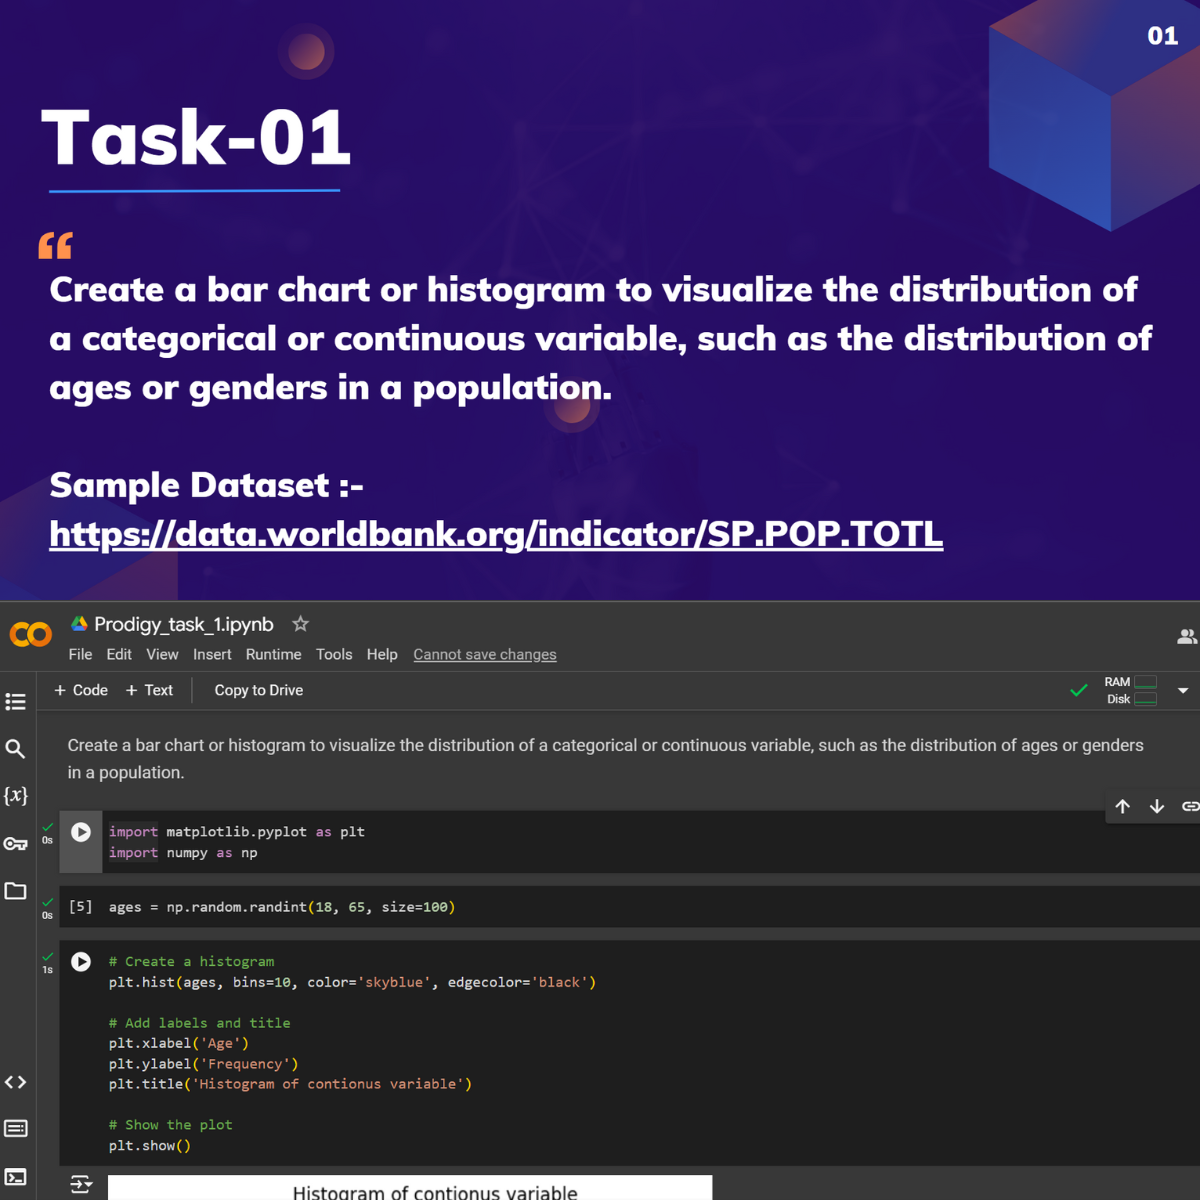 01
Task-01
“
Create a bar chart or histogram to visualize the distribution of
a categorical or continuous variable, such as the distribution of
ages or genders in a population.
Sample Dataset :-
https://data.worldbank.org/indicator/SP.POP.TOTL
CO
Prodigy_task_1.ipynb
File Edit View Insert Runtime Tools Help Cannot save changes
+ Code + Text Copy to Drive
RAM
Disk
Create a bar chart or histogram to visualize the distribution of a categorical or continuous variable, such as the distribution of ages or genders
in a population.
{x}
0s
import matplotlib.pyplot as plt
import numpy as np
0s
[5] ages = np.random.randint(18, 65, size=100)
1s
# Create a histogram
plt.hist(ages, bins=10, color='skyblue', edgecolor='black')
# Add labels and title
plt.xlabel('Age')
plt.ylabel('Frequency')
plt.title('Histogram of contionus variable')
# Show the plot
plt.show()
Histogram of contionus variable